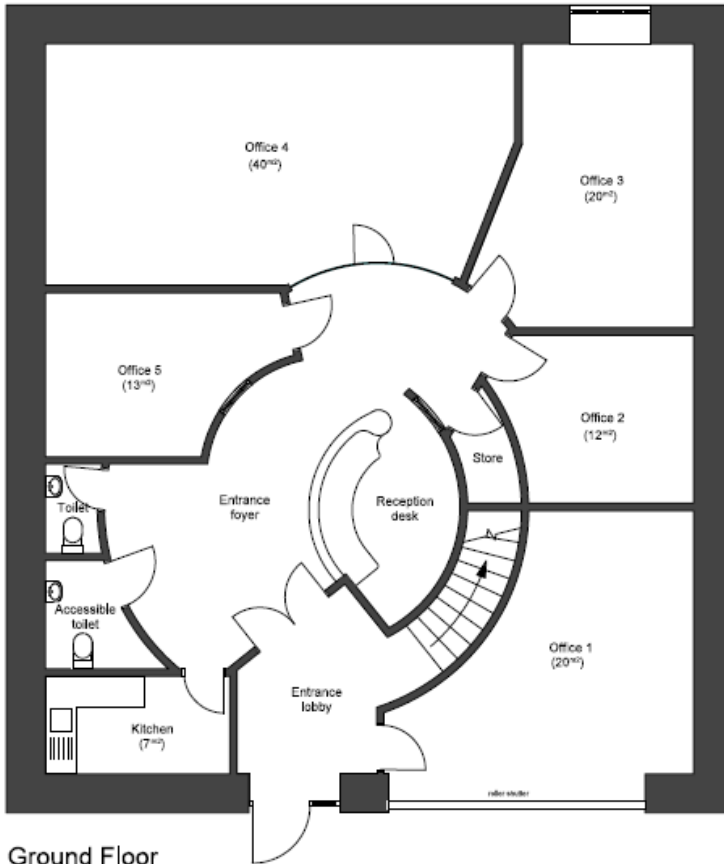 Office 4
(40m2)
Office 3
(20m2)
Office 5
(13m2)
Office 2
(12m2)
Store
Entrance
foyer
Reception
desk
Toilet
Accessible
toilet
Office 1
(20m2)
Entrance
lobby
Kitchen
(7m2)
roller shutter
Ground Floor